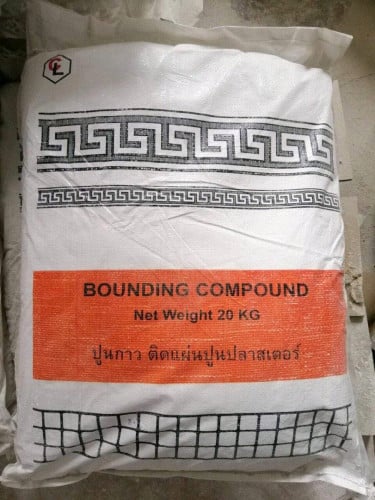 CL
BOUNDING COMPOUND
Net Weight 20 KG
ปูนกาว ติดแผ่นปูนปลาสเตอร์